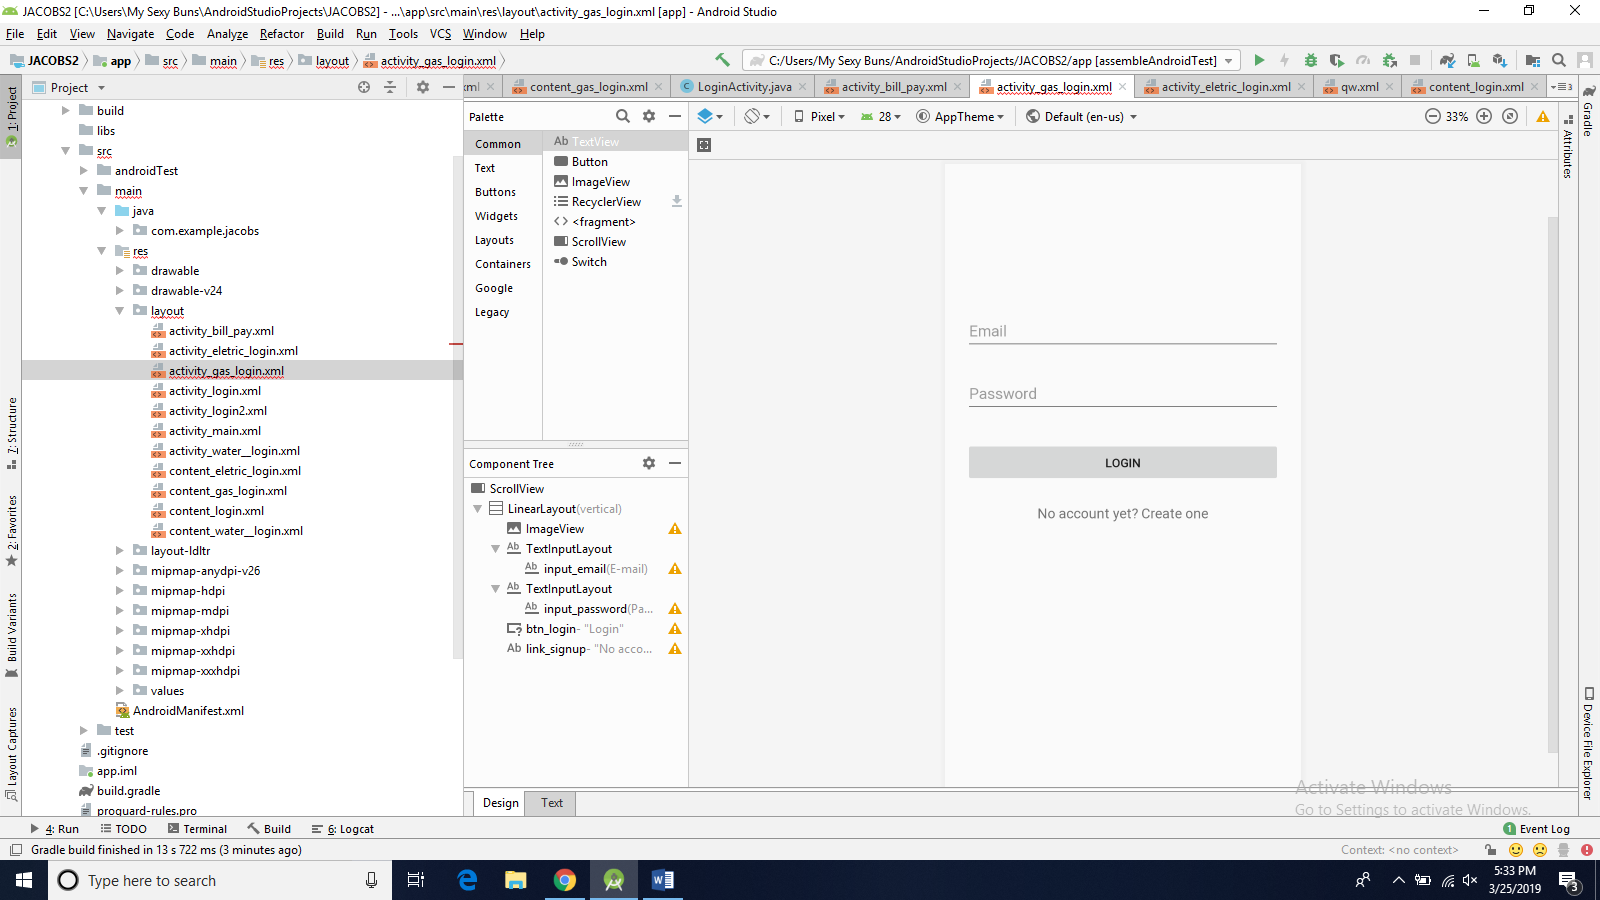 JACOBS2 [C:\Users\My Sexy Buns\AndroidStudioProjects\JACOBS2] - ...\app\src\main\res\layout\activity_gas_login.xml [app] - Android Studio
File Edit View Navigate Code Analyze Refactor Build Run Tools VCS Window Help
JACOBS2 app src main res layout activity_gas_login.xml C:/Users/My Sexy Buns/AndroidStudioProjects/JACOBS2/app [assembleAndroidTest]
Project xml content_gas_login.xml LoginActivity.java activity_bill_pay.xml activity_gas_login.xml activity_eletric_login.xml qw.xml content_login.xml 3
1: Project
7: Structure
2: Favorites
Build Variants
Layout Captures
build
libs
src
androidTest
main
java
com.example.jacobs
res
drawable
drawable-v24
layout
activity_bill_pay.xml
activity_eletric_login.xml
activity_gas_login.xml
activity_login.xml
activity_login2.xml
activity_main.xml
activity_water__login.xml
content_eletric_login.xml
content_gas_login.xml
content_login.xml
content_water__login.xml
layout-ldltr
mipmap-anydpi-v26
mipmap-hdpi
mipmap-mdpi
mipmap-xhdpi
mipmap-xxhdpi
mipmap-xxxhdpi
values
AndroidManifest.xml
test
.gitignore
app.iml
build.gradle
proguard-rules.pro
Palette
Common
Text
Buttons
Widgets
Layouts
Containers
Google
Legacy
Ab TextView
Button
ImageView
RecyclerView
<fragment>
ScrollView
Switch
Component Tree
ScrollView
LinearLayout(vertical)
ImageView
Ab TextInputLayout
Ab input_email(E-mail)
Ab TextInputLayout
Ab input_password(Pa...
btn_login- "Login"
Ab link_signup- "No acco...
Pixel 28 AppTheme Default (en-us) 33%
Email
Password
LOGIN
No account yet? Create one
Gradle
Attributes
Device File Explorer
Activate Windows
Go to Settings to activate Windows.
Design Text
4: Run TODO Terminal Build 6: Logcat 1 Event Log
Gradle build finished in 13 s 722 ms (3 minutes ago) Context: <no context>
Type here to search
5:33 PM
3/25/2019
3